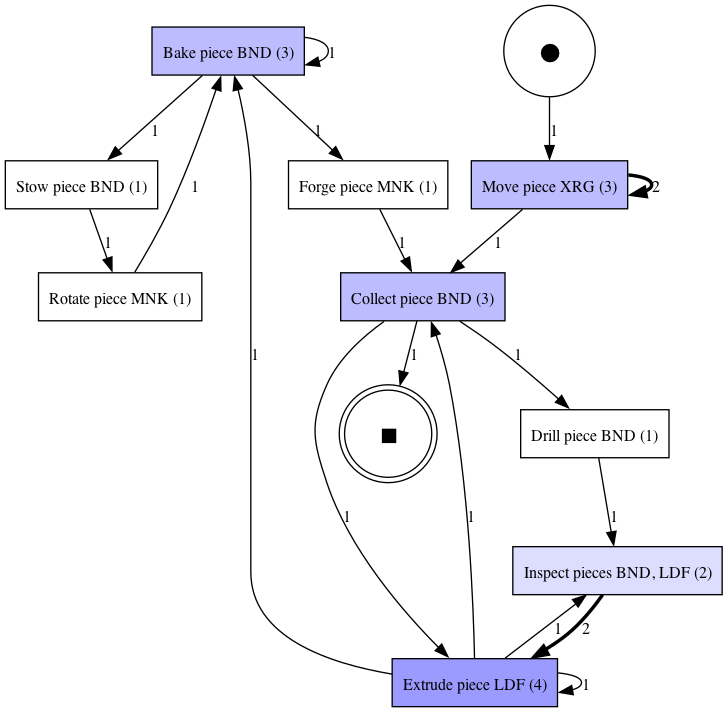 Bake piece BND (3)
1
1
1
1
Stow piece BND (1)
Forge piece MNK (1)
Move piece XRG (3)
2
1
1
1
1
Rotate piece MNK (1)
Collect piece BND (3)
1
1
1
Drill piece BND (1)
1
1
1
Inspect pieces BND, LDF (2)
1
2
Extrude piece LDF (4)
1